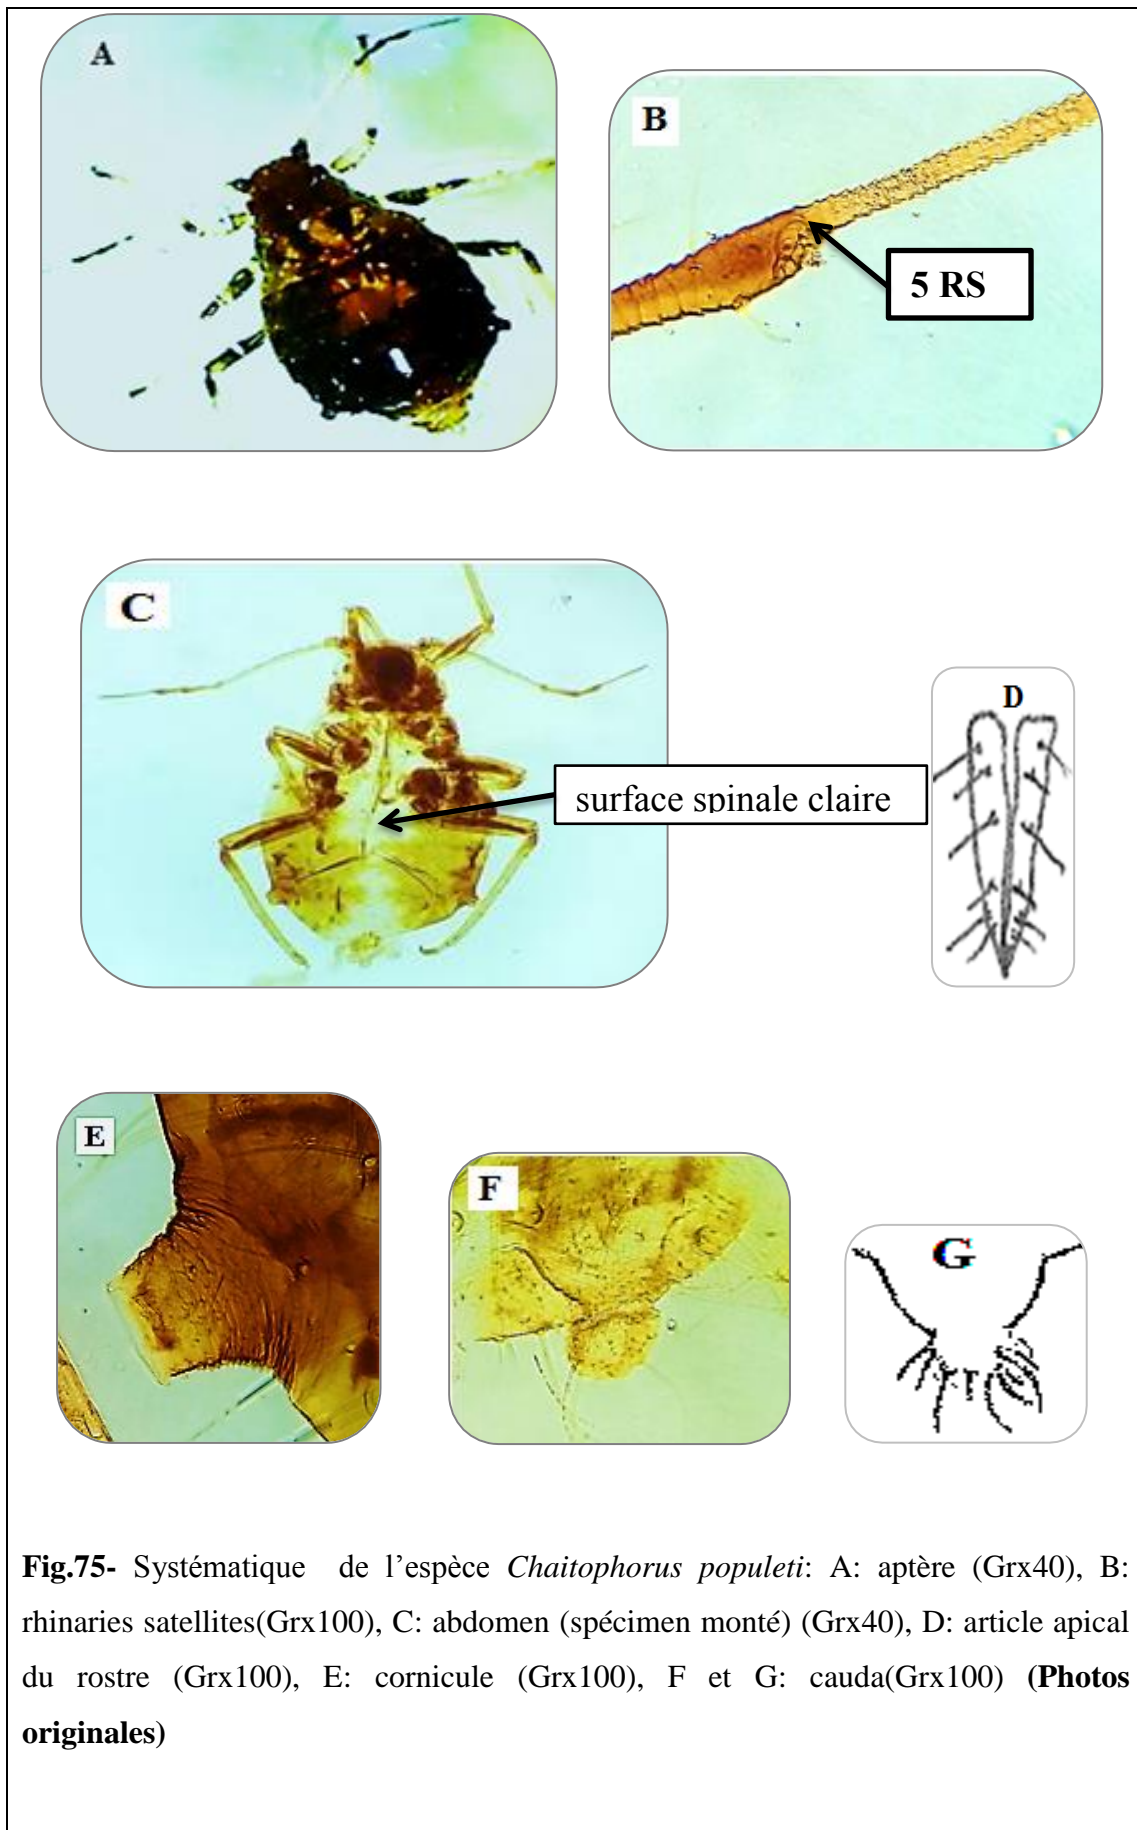 A
B
5 RS
C
surface spinale claire
D
E
F
G
Fig.75- Systématique de l’espèce Chaitophorus populeti: A: aptère (Grx40), B:
rhinaries satellites(Grx100), C: abdomen (spécimen monté) (Grx40), D: article apical
du rostre (Grx100), E: cornicule (Grx100), F et G: cauda(Grx100) (Photos
originales)